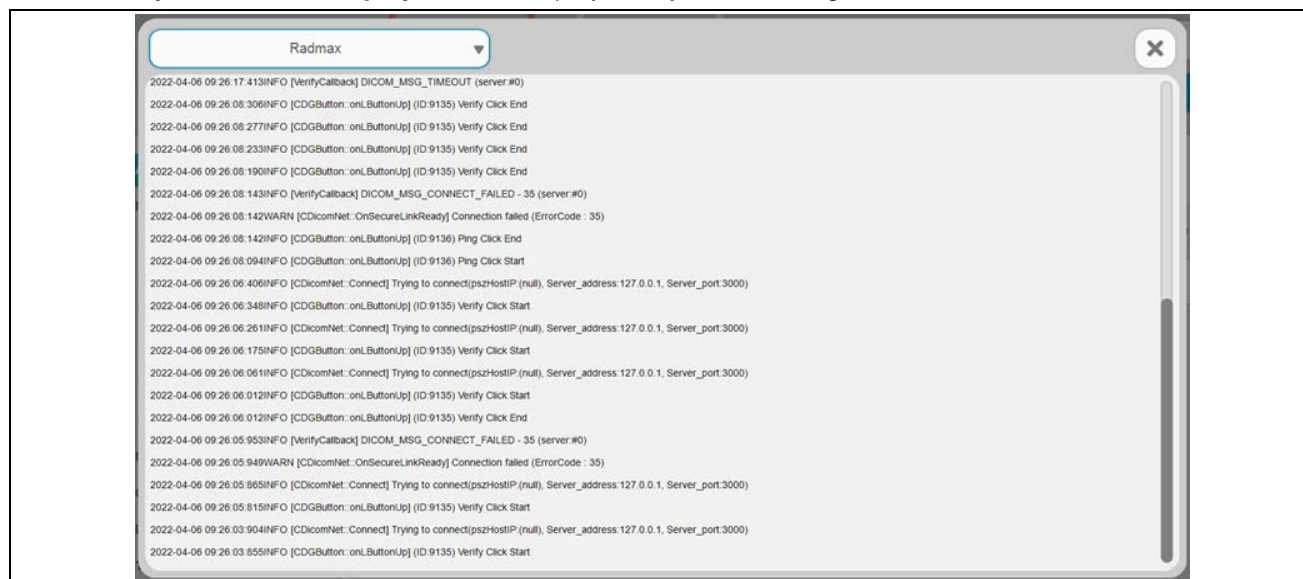 Radmax
2022-04-06 09:26:17:413INFO [VerifyCallback] DICOM_MSG_TIMEOUT (server:#0)
2022-04-06 09:26:08:306INFO [CDGButton::onLButtonUp] (ID:9135) Verify Click End
2022-04-06 09:26:08:277INFO [CDGButton::onLButtonUp] (ID:9135) Verify Click End
2022-04-06 09:26:08:233INFO [CDGButton::onLButtonUp] (ID:9135) Verify Click End
2022-04-06 09:26:08:190INFO [CDGButton::onLButtonUp] (ID:9135) Verify Click End
2022-04-06 09:26:08:143INFO [VerifyCallback] DICOM_MSG_CONNECT_FAILED - 35 (server:#0)
2022-04-06 09:26:08:142WARN [CDicomNet::OnSecureLinkReady] Connection failed (ErrorCode : 35)
2022-04-06 09:26:08:142INFO [CDGButton::onLButtonUp] (ID:9136) Ping Click End
2022-04-06 09:26:08:094INFO [CDGButton::onLButtonUp] (ID:9136) Ping Click Start
2022-04-06 09:26:06:406INFO [CDicomNet::Connect] Trying to connect(pszHostIP:(null), Server_address:127.0.0.1, Server_port:3000)
2022-04-06 09:26:06:348INFO [CDGButton::onLButtonUp] (ID:9135) Verify Click Start
2022-04-06 09:26:06:261INFO [CDicomNet::Connect] Trying to connect(pszHostIP:(null), Server_address:127.0.0.1, Server_port:3000)
2022-04-06 09:26:06:175INFO [CDGButton::onLButtonUp] (ID:9135) Verify Click Start
2022-04-06 09:26:06:061INFO [CDicomNet::Connect] Trying to connect(pszHostIP:(null), Server_address:127.0.0.1, Server_port:3000)
2022-04-06 09:26:06:012INFO [CDGButton::onLButtonUp] (ID:9135) Verify Click Start
2022-04-06 09:26:06:012INFO [CDGButton::onLButtonUp] (ID:9135) Verify Click End
2022-04-06 09:26:05:953INFO [VerifyCallback] DICOM_MSG_CONNECT_FAILED - 35 (server:#0)
2022-04-06 09:26:05:949WARN [CDicomNet::OnSecureLinkReady] Connection failed (ErrorCode : 35)
2022-04-06 09:26:05:865INFO [CDicomNet::Connect] Trying to connect(pszHostIP:(null), Server_address:127.0.0.1, Server_port:3000)
2022-04-06 09:26:05:815INFO [CDGButton::onLButtonUp] (ID:9135) Verify Click Start
2022-04-06 09:26:03:904INFO [CDicomNet::Connect] Trying to connect(pszHostIP:(null), Server_address:127.0.0.1, Server_port:3000)
2022-04-06 09:26:03:855INFO [CDGButton::onLButtonUp] (ID:9135) Verify Click Start